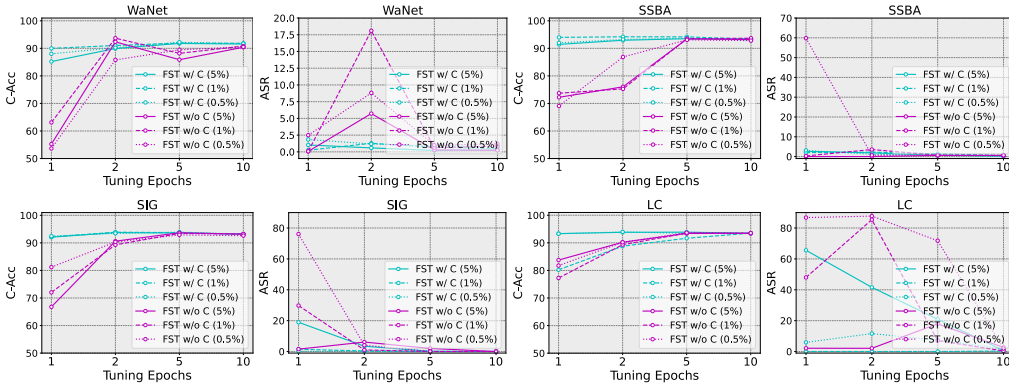 WaNet
C-Acc
100
90
80
70
60
50
FST w/ C (5%)
FST w/ C (1%)
FST w/ C (0.5%)
FST w/o C (5%)
FST w/o C (1%)
FST w/o C (0.5%)
1 2 5 10
Tuning Epochs
WaNet
ASR
20.0
17.5
15.0
12.5
10.0
7.5
5.0
2.5
0.0
FST w/ C (5%)
FST w/ C (1%)
FST w/ C (0.5%)
FST w/o C (5%)
FST w/o C (1%)
FST w/o C (0.5%)
1 2 5 10
Tuning Epochs
SSBA
C-Acc
100
90
80
70
60
50
FST w/ C (5%)
FST w/ C (1%)
FST w/ C (0.5%)
FST w/o C (5%)
FST w/o C (1%)
FST w/o C (0.5%)
1 2 5 10
Tuning Epochs
SSBA
ASR
70
60
50
40
30
20
10
0
FST w/ C (5%)
FST w/ C (1%)
FST w/ C (0.5%)
FST w/o C (5%)
FST w/o C (1%)
FST w/o C (0.5%)
1 2 5 10
Tuning Epochs
SIG
C-Acc
100
90
80
70
60
50
FST w/ C (5%)
FST w/ C (1%)
FST w/ C (0.5%)
FST w/o C (5%)
FST w/o C (1%)
FST w/o C (0.5%)
1 2 5 10
Tuning Epochs
SIG
ASR
80
60
40
20
0
FST w/ C (5%)
FST w/ C (1%)
FST w/ C (0.5%)
FST w/o C (5%)
FST w/o C (1%)
FST w/o C (0.5%)
1 2 5 10
Tuning Epochs
LC
C-Acc
100
90
80
70
60
50
FST w/ C (5%)
FST w/ C (1%)
FST w/ C (0.5%)
FST w/o C (5%)
FST w/o C (1%)
FST w/o C (0.5%)
1 2 5 10
Tuning Epochs
LC
ASR
80
60
40
20
0
FST w/ C (5%)
FST w/ C (1%)
FST w/ C (0.5%)
FST w/o C (5%)
FST w/o C (1%)
FST w/o C (0.5%)
1 2 5 10
Tuning Epochs